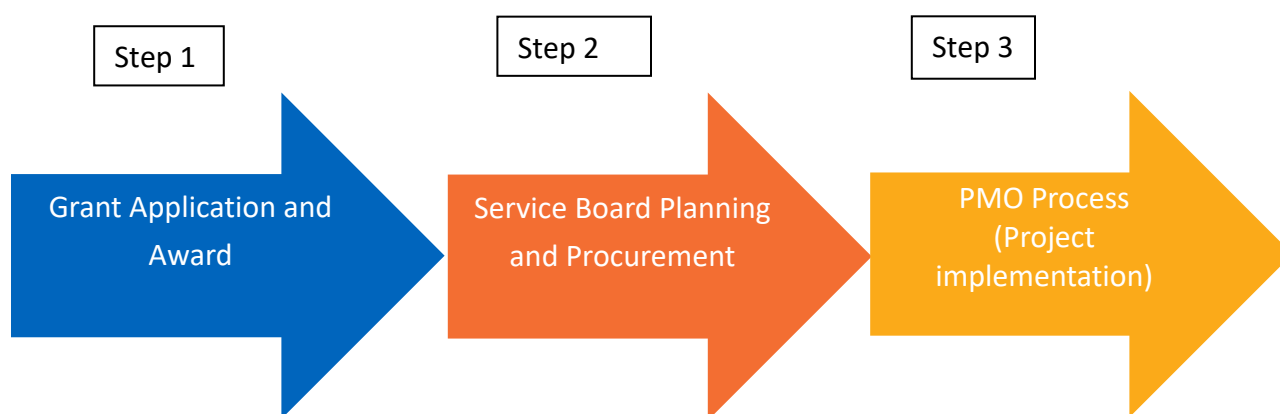 Step 1
Step 2
Step 3
Grant Application and
Award
Service Board Planning
and Procurement
PMO Process
(Project
implementation)